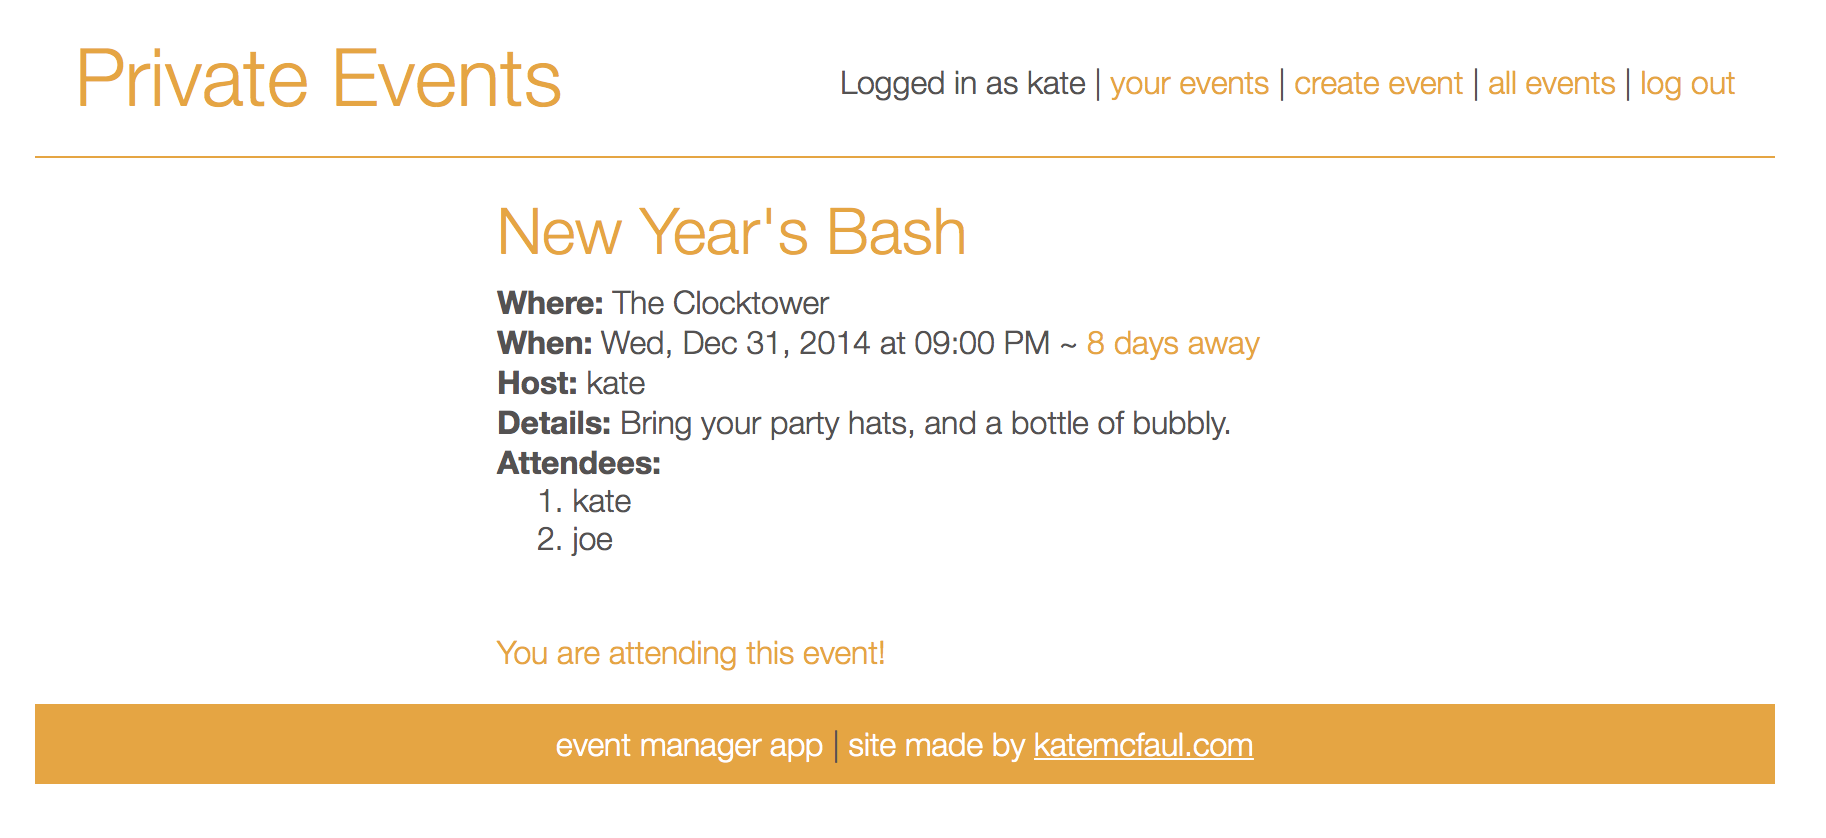 Private Events
Logged in as kate | your events | create event | all events | log out
New Year's Bash
Where: The Clocktower
When: Wed, Dec 31, 2014 at 09:00 PM ~ 8 days away
Host: kate
Details: Bring your party hats, and a bottle of bubbly.
Attendees:
1. kate
2. joe
You are attending this event!
event manager app | site made by katemcfaul.com